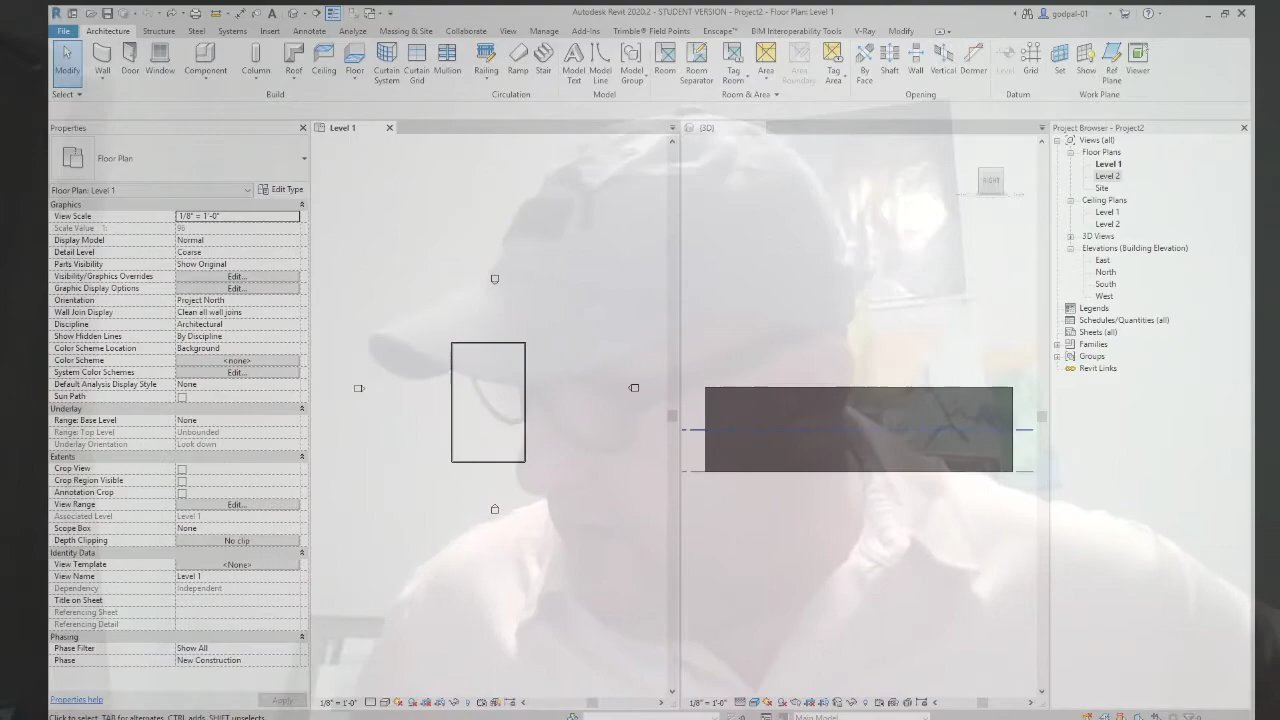 Autodesk Revit 2020.2 - STUDENT VERSION - Project2 - Floor Plan: Level 1
godpal-01
File Architecture Structure Steel Systems Insert Annotate Analyze Massing & Site Collaborate View Manage Add-Ins Trimble® Field Points Enscape™ BIM Interoperability Tools V-Ray Modify
Modify Wall Door Window Component Column Roof Ceiling Floor Curtain System Curtain Grid Mullion Railing Ramp Stair Model Text Model Line Model Group Room Room Separator Tag Room Area Area Boundary Tag Area By Face Shaft Wall Vertical Dormer Level Grid Set Show Ref Plane Viewer
Select Build Circulation Model Room & Area Opening Datum Work Plane
Properties
Floor Plan
Floor Plan: Level 1 Edit Type
Graphics
View Scale 1/8" = 1'-0"
Scale Value 1: 96
Display Model Normal
Detail Level Coarse
Parts Visibility Show Original
Visibility/Graphics Overrides Edit...
Graphic Display Options Edit...
Orientation Project North
Wall Join Display Clean all wall joins
Discipline Architectural
Show Hidden Lines By Discipline
Color Scheme Location Background
Color Scheme <none>
System Color Schemes Edit...
Default Analysis Display Style None
Sun Path
Underlay
Range: Base Level None
Range: Top Level Unbounded
Underlay Orientation Look down
Extents
Crop View
Crop Region Visible
Annotation Crop
View Range Edit...
Associated Level Level 1
Scope Box None
Depth Clipping No clip
Identity Data
View Template <None>
View Name Level 1
Dependency Independent
Title on Sheet
Referencing Sheet
Referencing Detail
Phasing
Phase Filter Show All
Phase New Construction
Properties help Apply
Level 1
1/8" = 1'-0"
{3D}
RIGHT
1/8" = 1'-0"
Project Browser - Project2
Views (all)
Floor Plans
Level 1
Level 2
Site
Ceiling Plans
Level 1
Level 2
3D Views
Elevations (Building Elevation)
East
North
South
West
Legends
Schedules/Quantities (all)
Sheets (all)
Families
Groups
Revit Links
Click to select, TAB for alternates, CTRL adds, SHIFT unselects.
Main Model